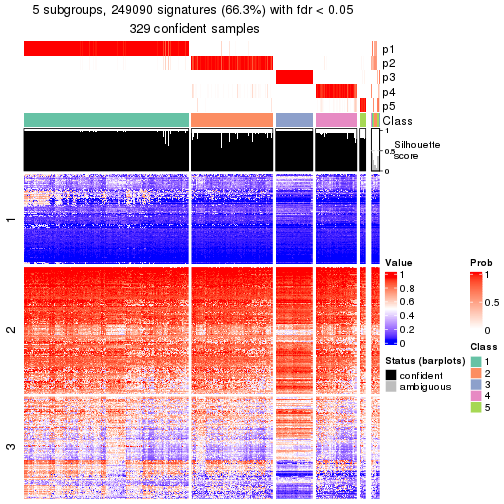 5 subgroups, 249090 signatures (66.3%) with fdr < 0.05
329 confident samples
p1
p2
p3
p4
p5
Class
1
0.5
0
Silhouette
score
1
2
3
Value
1
0.8
0.6
0.4
0.2
0
Prob
1
0.5
0
Status (barplots)
confident
ambiguous
Class
1
2
3
4
5